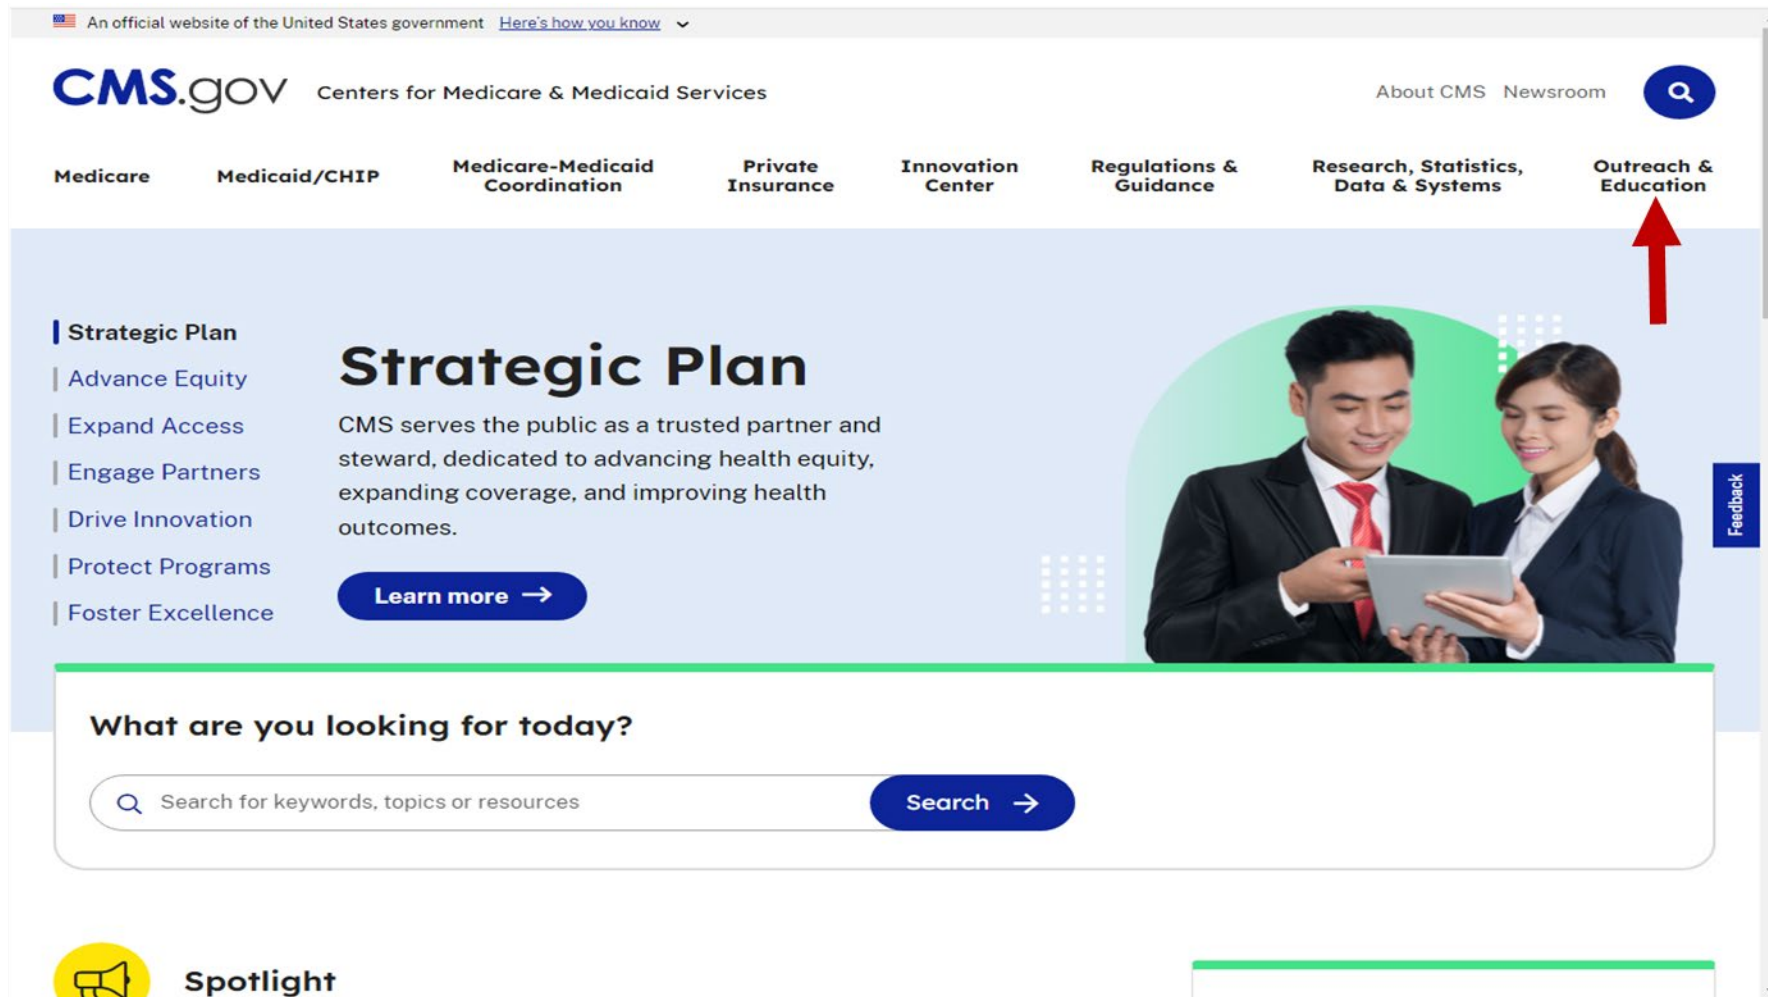 An official website of the United States government Here's how you know
CMS.gov Centers for Medicare & Medicaid Services
About CMS Newsroom
Medicare
Medicaid/CHIP
Medicare-Medicaid
Coordination
Private
Insurance
Innovation
Center
Regulations &
Guidance
Research, Statistics,
Data & Systems
Outreach &
Education
Strategic Plan
Advance Equity
Expand Access
Engage Partners
Drive Innovation
Protect Programs
Foster Excellence
Strategic Plan
CMS serves the public as a trusted partner and
steward, dedicated to advancing health equity,
expanding coverage, and improving health
outcomes.
Learn more →
Feedback
What are you looking for today?
Search for keywords, topics or resources
Search →
Spotlight